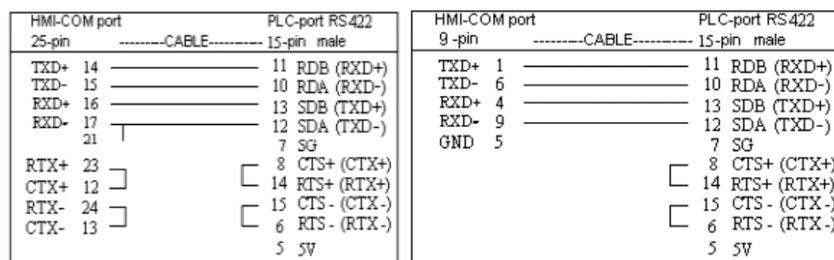 HMI-COM port PLC-port RS422
25-pin ---------CABLE---------- 15-pin male
TXD+ 14 11 RDB (RXD+)
TXD- 15 10 RDA (RXD-)
RXD+ 16 13 SDB (TXD+)
RXD- 17 12 SDA (TXD-)
21 7 SG
RTX+ 23 8 CTS+ (CTX+)
CTX+ 12 14 RTS+ (RTX+)
RTX- 24 15 CTS- (CTX-)
CTX- 13 6 RTS- (RTX-)
5 5V
HMI-COM port PLC-port RS422
9 -pin ---------CABLE---------- 15-pin male
TXD+ 1 11 RDB (RXD+)
TXD- 6 10 RDA (RXD-)
RXD+ 4 13 SDB (TXD+)
RXD- 9 12 SDA (TXD-)
GND 5 7 SG
8 CTS+ (CTX+)
14 RTS+ (RTX+)
15 CTS- (CTX-)
6 RTS- (RTX-)
5 5V